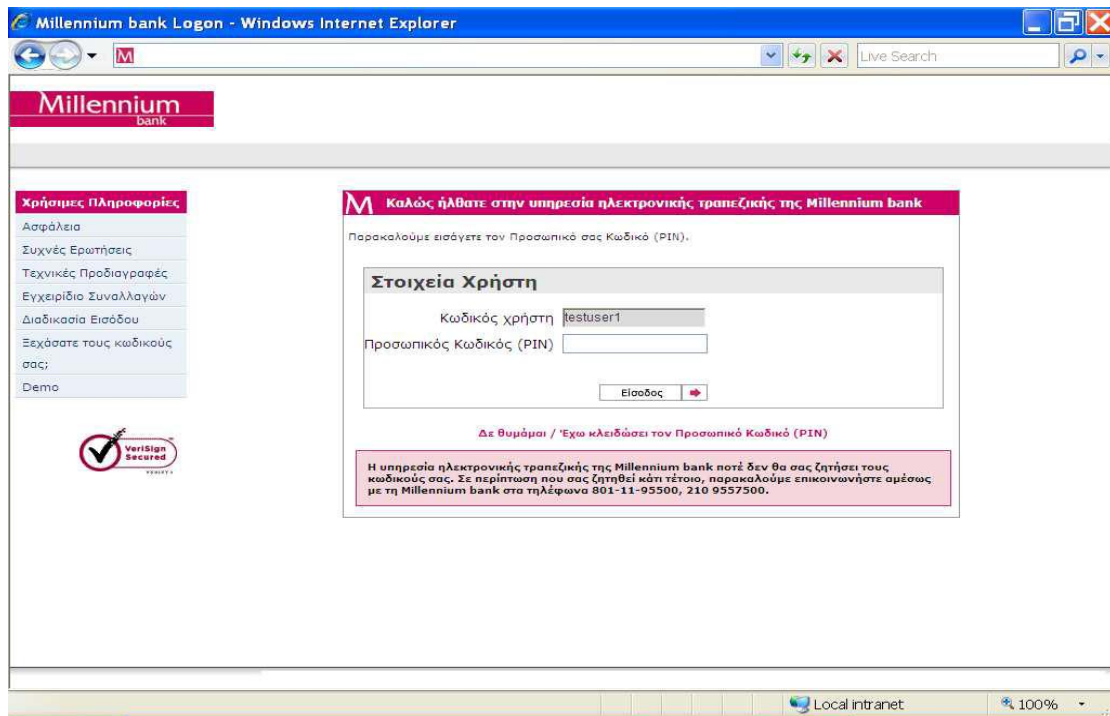 Millennium bank Logon - Windows Internet Explorer
Live Search
Millennium
bank
Χρήσιμες Πληροφορίες
Ασφάλεια
Συχνές Ερωτήσεις
Τεχνικές Προδιαγραφές
Εγχειρίδιο Συναλλαγών
Διαδικασία Εισόδου
Ξεχάσατε τους κωδικούς
σας;
Demo
VeriSign
Secured
M Καλώς ήλθατε στην υπηρεσία ηλεκτρονικής τραπεζικής της Millennium bank
Παρακαλούμε εισάγετε τον Προσωπικό σας Κωδικό (PIN).
Στοιχεία Χρήστη
Κωδικός χρήστη testuser1
Προσωπικός Κωδικός (PIN)
Είσοδος
Δε θυμάμαι / Έχω κλειδώσει τον Προσωπικό Κωδικό (PIN)
Η υπηρεσία ηλεκτρονικής τραπεζικής της Millennium bank ποτέ δεν θα σας ζητήσει τους
κωδικούς σας. Σε περίπτωση που σας ζητηθεί κάτι τέτοιο, παρακαλούμε επικοινωνήστε αμέσως
με τη Millennium bank στα τηλέφωνα 801-11-95500, 210 9557500.
Local intranet
100%